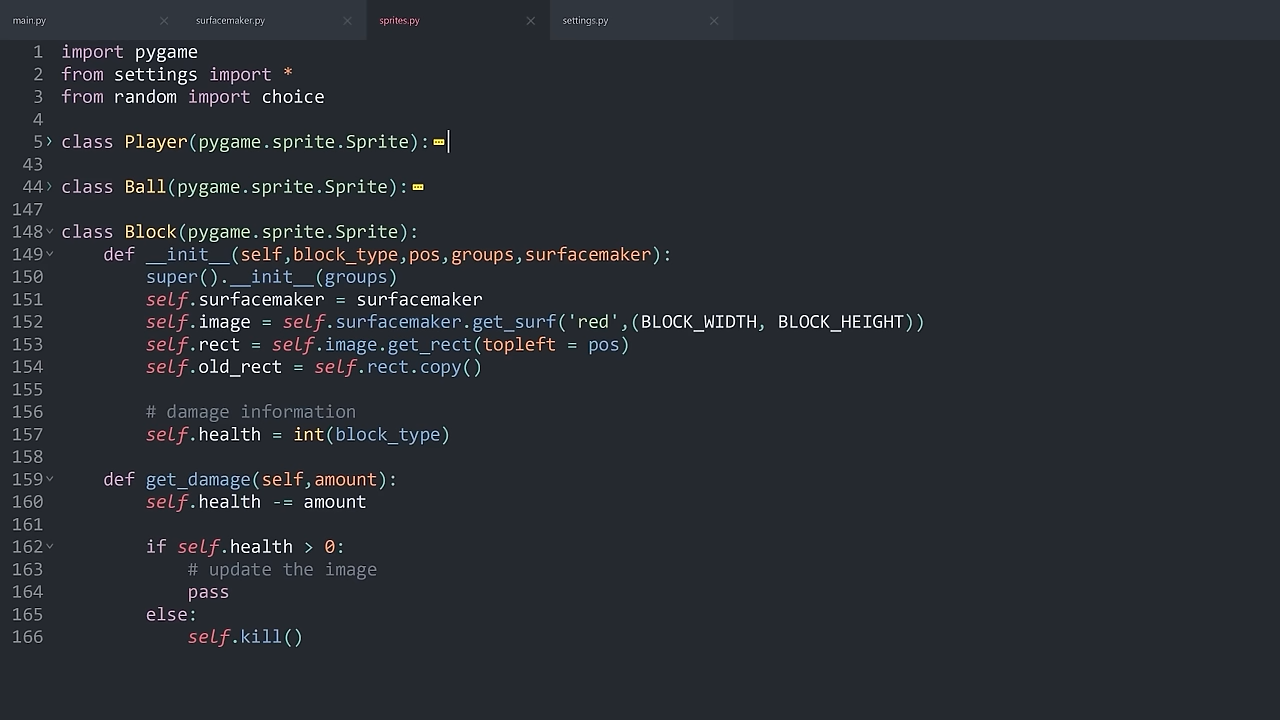 main.py surfacemaker.py sprites.py settings.py
1 import pygame
2 from settings import *
3 from random import choice
4
5 class Player(pygame.sprite.Sprite):
43
44 class Ball(pygame.sprite.Sprite):
147
148 class Block(pygame.sprite.Sprite):
149     def __init__(self,block_type,pos,groups,surfacemaker):
150         super().__init__(groups)
151         self.surfacemaker = surfacemaker
152         self.image = self.surfacemaker.get_surf('red',(BLOCK_WIDTH, BLOCK_HEIGHT))
153         self.rect = self.image.get_rect(topleft = pos)
154         self.old_rect = self.rect.copy()
155
156         # damage information
157         self.health = int(block_type)
158
159     def get_damage(self,amount):
160         self.health -= amount
161
162         if self.health > 0:
163             # update the image
164             pass
165         else:
166             self.kill()